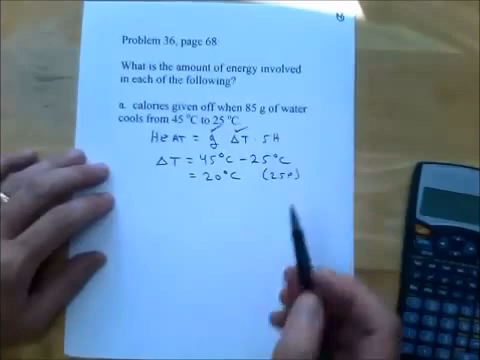 Problem 36, page 68
What is the amount of energy involved
in each of the following?
a. calories given off when 85 g of water
cools from 45 °C to 25 °C.
HEAT = g ΔT · SH
ΔT = 45°C - 25°C
= 20°C